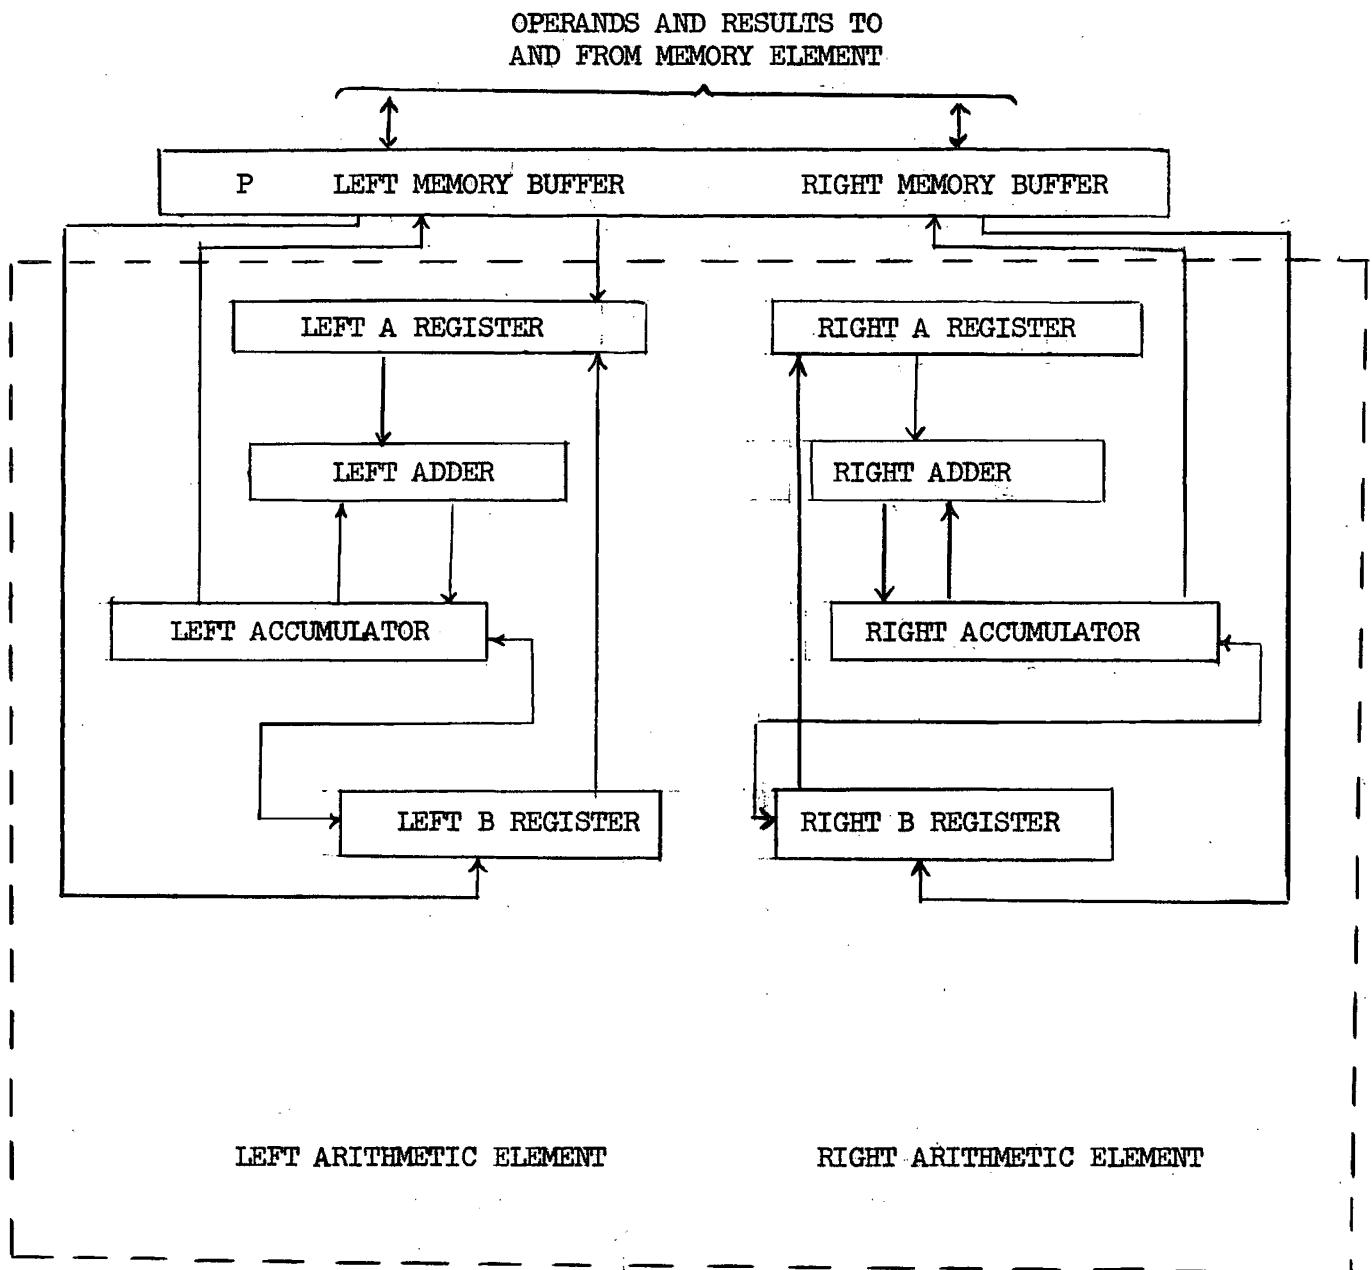 OPERANDS AND RESULTS TO
AND FROM MEMORY ELEMENT
P LEFT MEMORY BUFFER RIGHT MEMORY BUFFER
LEFT A REGISTER
RIGHT A REGISTER
LEFT ADDER
RIGHT ADDER
LEFT ACCUMULATOR
RIGHT ACCUMULATOR
LEFT B REGISTER
RIGHT B REGISTER
LEFT ARITHMETIC ELEMENT
RIGHT ARITHMETIC ELEMENT